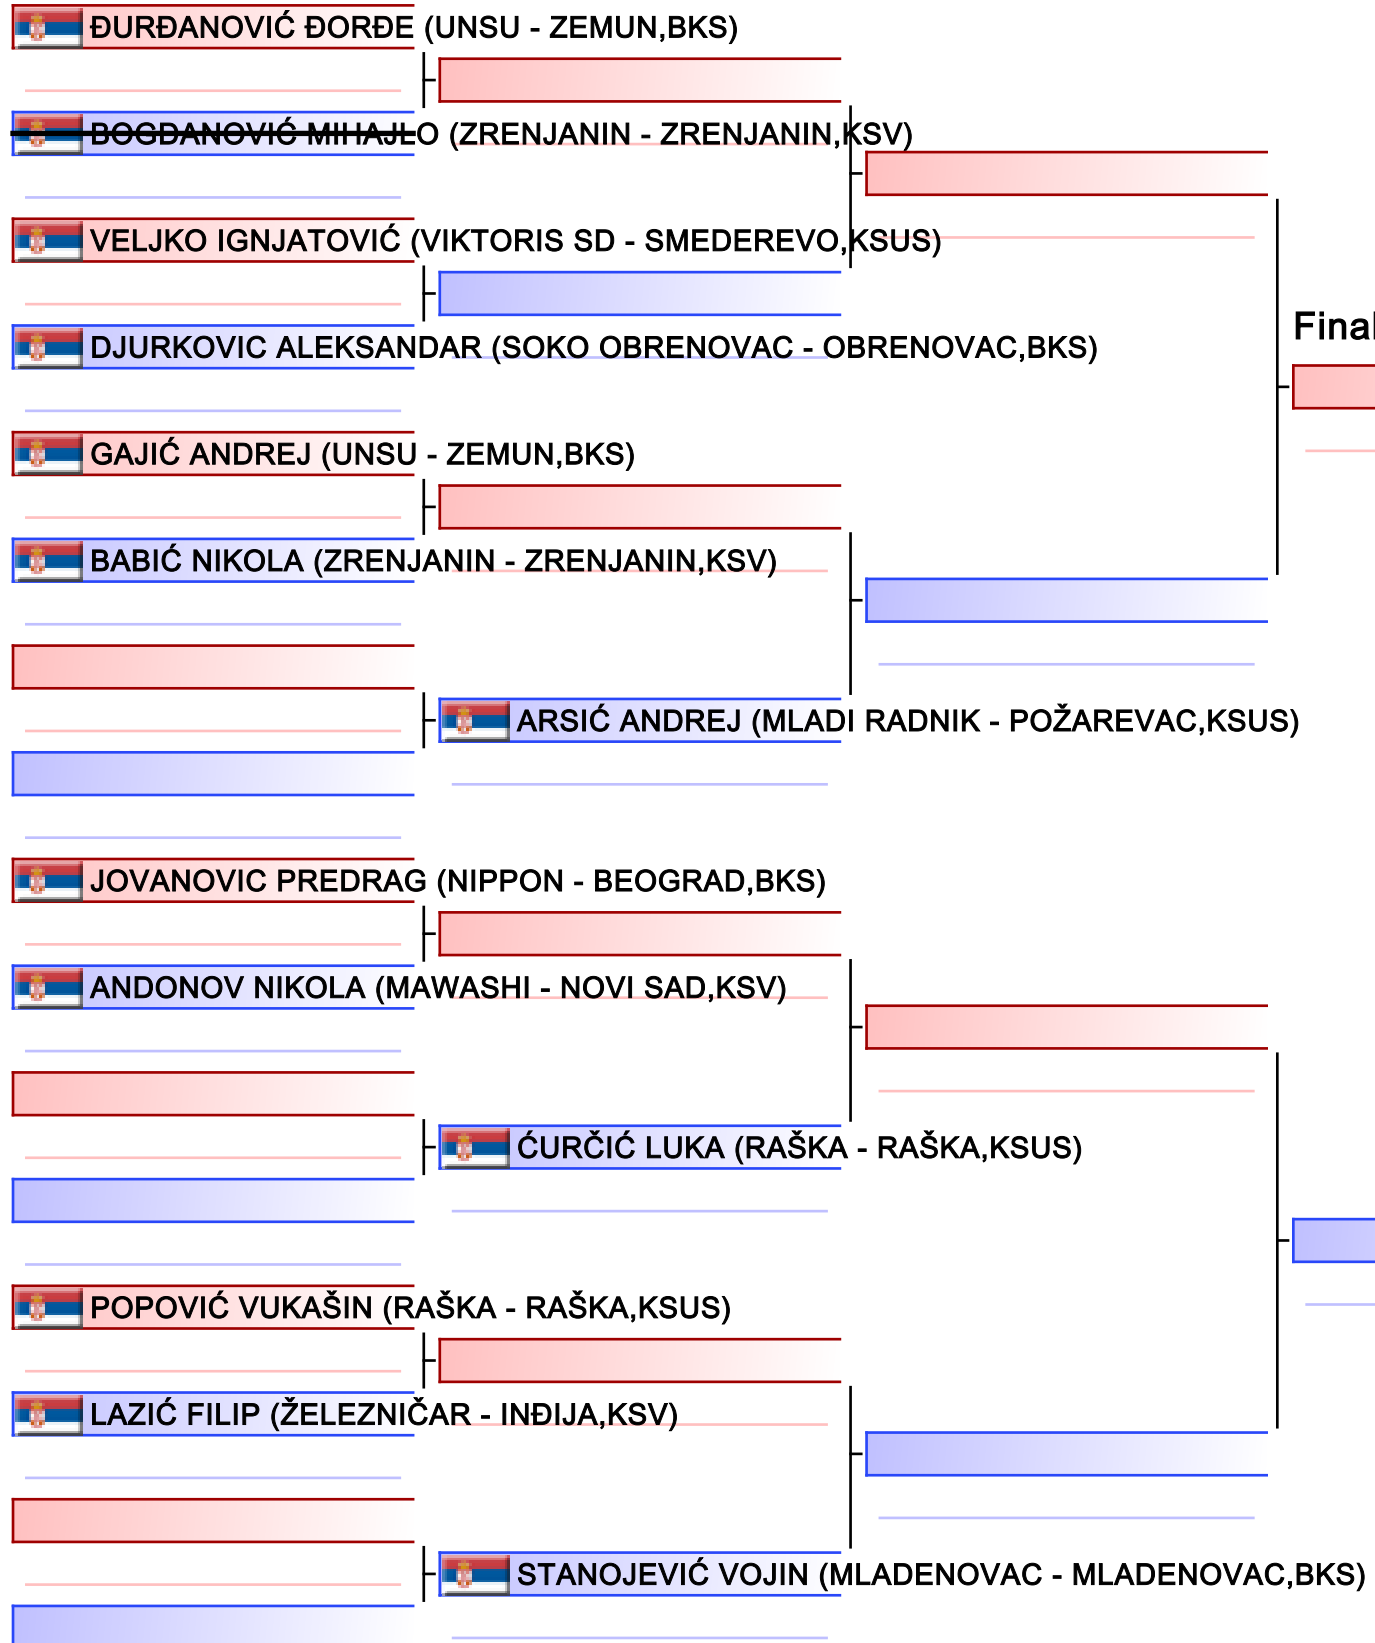 ĐURĐANOVIĆ ĐORĐE (UNSU - ZEMUN,BKS)
BOGDANOVIĆ MIHAJLO (ZRENJANIN - ZRENJANIN,KSV)
VELJKO IGNJATOVIĆ (VIKTORIS SD - SMEDEREVO,KSUS)
Final
DJURKOVIC ALEKSANDAR (SOKO OBRENOVAC - OBRENOVAC,BKS)
GAJIĆ ANDREJ (UNSU - ZEMUN,BKS)
BABIĆ NIKOLA (ZRENJANIN - ZRENJANIN,KSV)
ARSIĆ ANDREJ (MLADI RADNIK - POŽAREVAC,KSUS)
JOVANOVIC PREDRAG (NIPPON - BEOGRAD,BKS)
ANDONOV NIKOLA (MAWASHI - NOVI SAD,KSV)
ĆURČIĆ LUKA (RAŠKA - RAŠKA,KSUS)
POPOVIĆ VUKAŠIN (RAŠKA - RAŠKA,KSUS)
LAZIĆ FILIP (ŽELEZNIČAR - INĐIJA,KSV)
STANOJEVIĆ VOJIN (MLADENOVAC - MLADENOVAC,BKS)